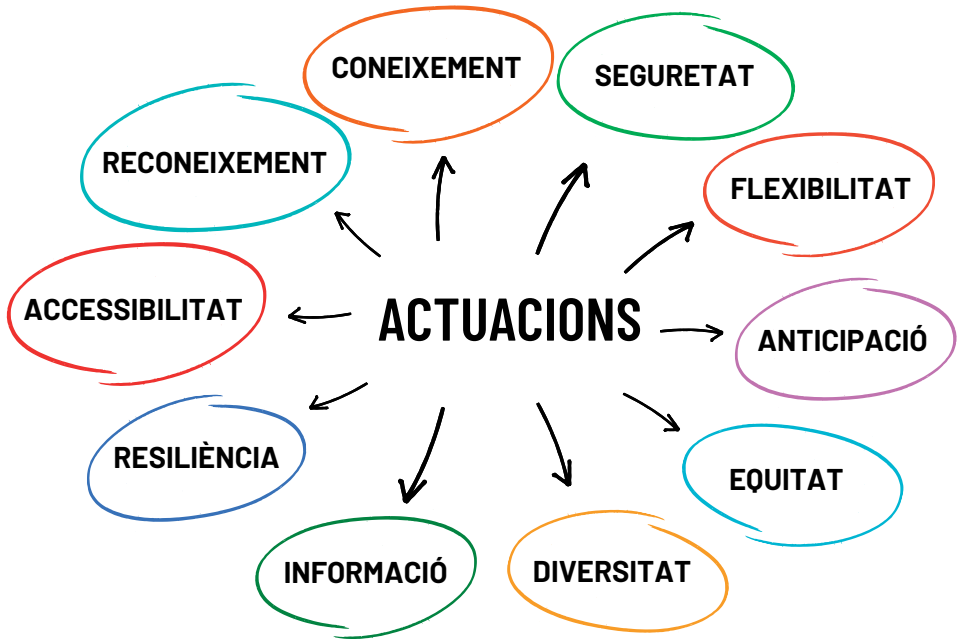 CONEIXEMENT
SEGURETAT
RECONEIXEMENT
FLEXIBILITAT
ACCESSIBILITAT
ACTUACIONS
ANTICIPACIÓ
RESILIÈNCIA
EQUITAT
INFORMACIÓ
DIVERSITAT